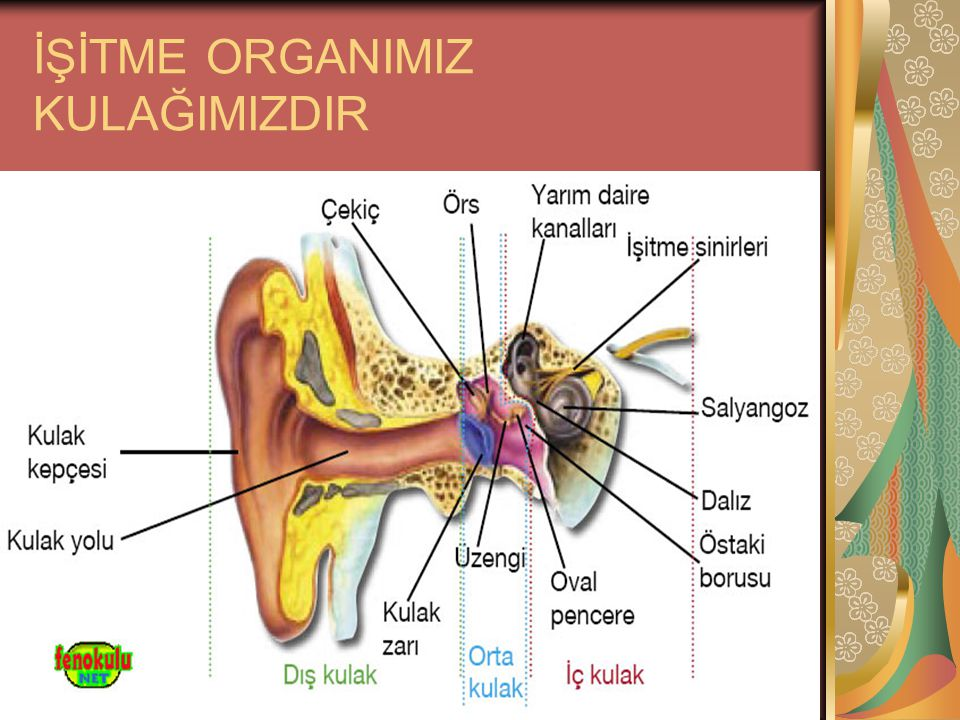 İŞİTME ORGANIMIZ
KULAĞIMIZDIR
Çekiç
Örs
Yarım daire
kanalları
İşitme sinirleri
Salyangoz
Kulak
kepçesi
Dalız
Kulak yolu
Üzengi
Östaki
borusu
Oval
pencere
Kulak
zarı
Dış kulak
Orta
kulak
İç kulak
fenokulu
NET